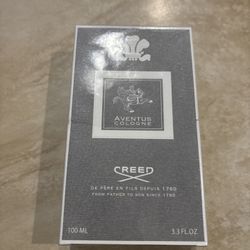 AVENTUS
COLOGNE
CREED
DE PÈRE EN FILS DEPUIS 1760
FROM FATHER TO SON SINCE 1760
100 ML 3.3 FL.OZ